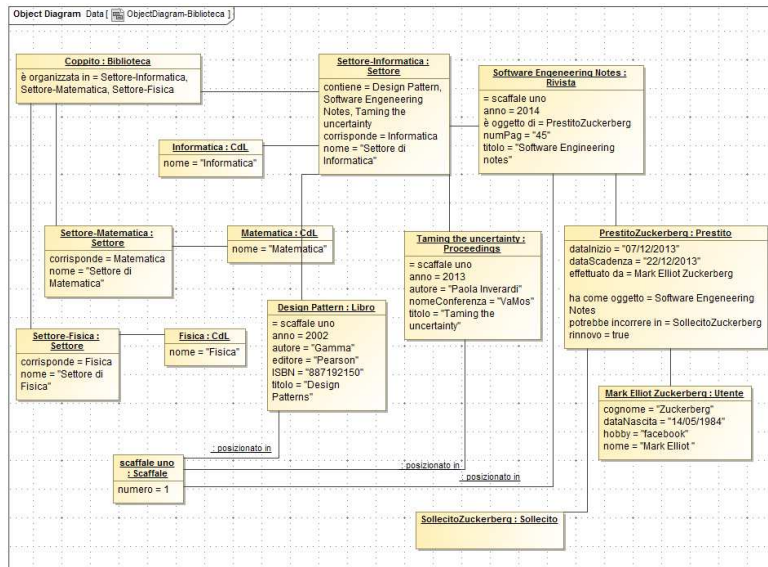 Object Diagram Data [ ObjectDiagram-Biblioteca ]
Coppito : Biblioteca
è organizzata in = Settore-Informatica,
Settore-Matematica, Settore-Fisica
Settore-Informatica :
Settore
contiene = Design Pattern,
Software Engeneering
Notes, Taming the
uncertainty
corrisponde = Informatica
nome = "Settore di
Informatica"
Software Engeneering Notes :
Rivista
= scaffale uno
anno = 2014
è oggetto di = PrestitoZuckerberg
numPag = "45"
titolo = "Software Engineering
notes"
Informatica : CdL
nome = "Informatica"
Settore-Matematica :
Settore
corrisponde = Matematica
nome = "Settore di
Matematica"
Matematica : CdL
nome = "Matematica"
Taming the uncertainty :
Proceedings
= scaffale uno
anno = 2013
autore = "Paola Inverardi"
nomeConferenza = "VaMos"
titolo = "Taming the
uncertainty"
PrestitoZuckerberg : Prestito
dataInizio = "07/12/2013"
dataScadenza = "22/12/2013"
effettuato da = Mark Elliot Zuckerberg
ha come oggetto = Software Engeneering
Notes
potrebbe incorrere in = SollecitoZuckerberg
rinnovo = true
Design Pattern : Libro
= scaffale uno
anno = 2002
autore = "Gamma"
editore = "Pearson"
ISBN = "887192150"
titolo = "Design
Patterns"
Settore-Fisica :
Settore
corrisponde = Fisica
nome = "Settore di
Fisica"
Fisica : CdL
nome = "Fisica"
Mark Elliot Zuckerberg : Utente
cognome = "Zuckerberg"
dataNascita = "14/05/1984"
hobby = "facebook"
nome = "Mark Elliot "
: posizionato in
: posizionato in
: posizionato in
scaffale uno
: Scaffale
numero = 1
SollecitoZuckerberg : Sollecito